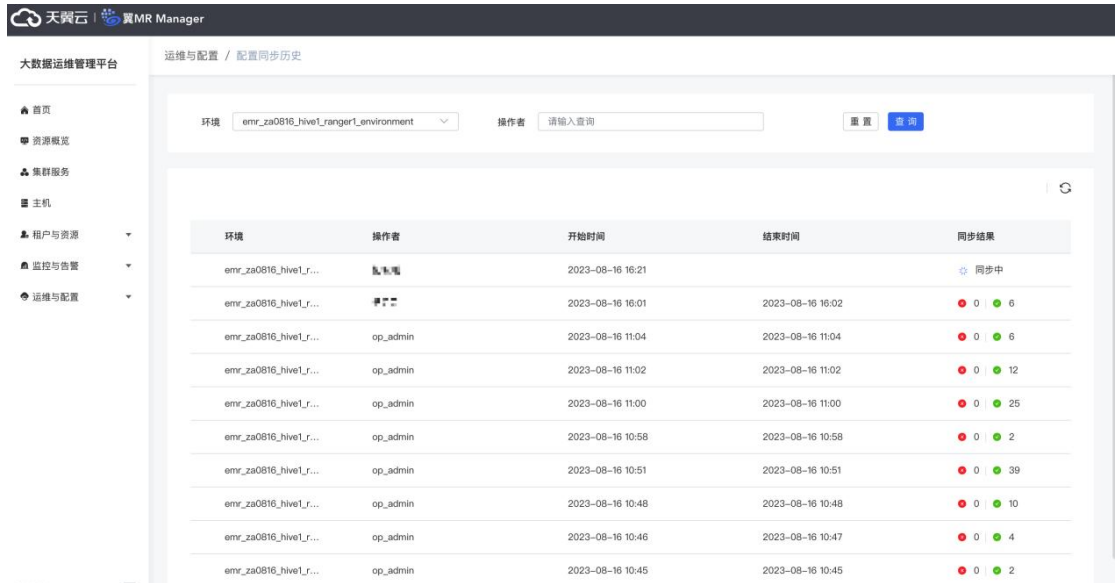 天翼云 | 翼MR Manager
大数据运维管理平台
运维与配置 / 配置同步历史
首页
资源概览
集群服务
主机
租户与资源
监控与告警
运维与配置
环境 emr_za0816_hive1_ranger1_environment 操作者 请输入查询 重置 查询
环境 操作者 开始时间 结束时间 同步结果
emr_za0816_hive1_r... 2023-08-16 16:21 同步中
emr_za0816_hive1_r... 2023-08-16 16:01 2023-08-16 16:02 0 6
emr_za0816_hive1_r... op_admin 2023-08-16 11:04 2023-08-16 11:04 0 6
emr_za0816_hive1_r... op_admin 2023-08-16 11:02 2023-08-16 11:02 0 12
emr_za0816_hive1_r... op_admin 2023-08-16 11:00 2023-08-16 11:00 0 25
emr_za0816_hive1_r... op_admin 2023-08-16 10:58 2023-08-16 10:58 0 2
emr_za0816_hive1_r... op_admin 2023-08-16 10:51 2023-08-16 10:51 0 39
emr_za0816_hive1_r... op_admin 2023-08-16 10:48 2023-08-16 10:48 0 10
emr_za0816_hive1_r... op_admin 2023-08-16 10:46 2023-08-16 10:47 0 4
emr_za0816_hive1_r... op_admin 2023-08-16 10:45 2023-08-16 10:45 0 2